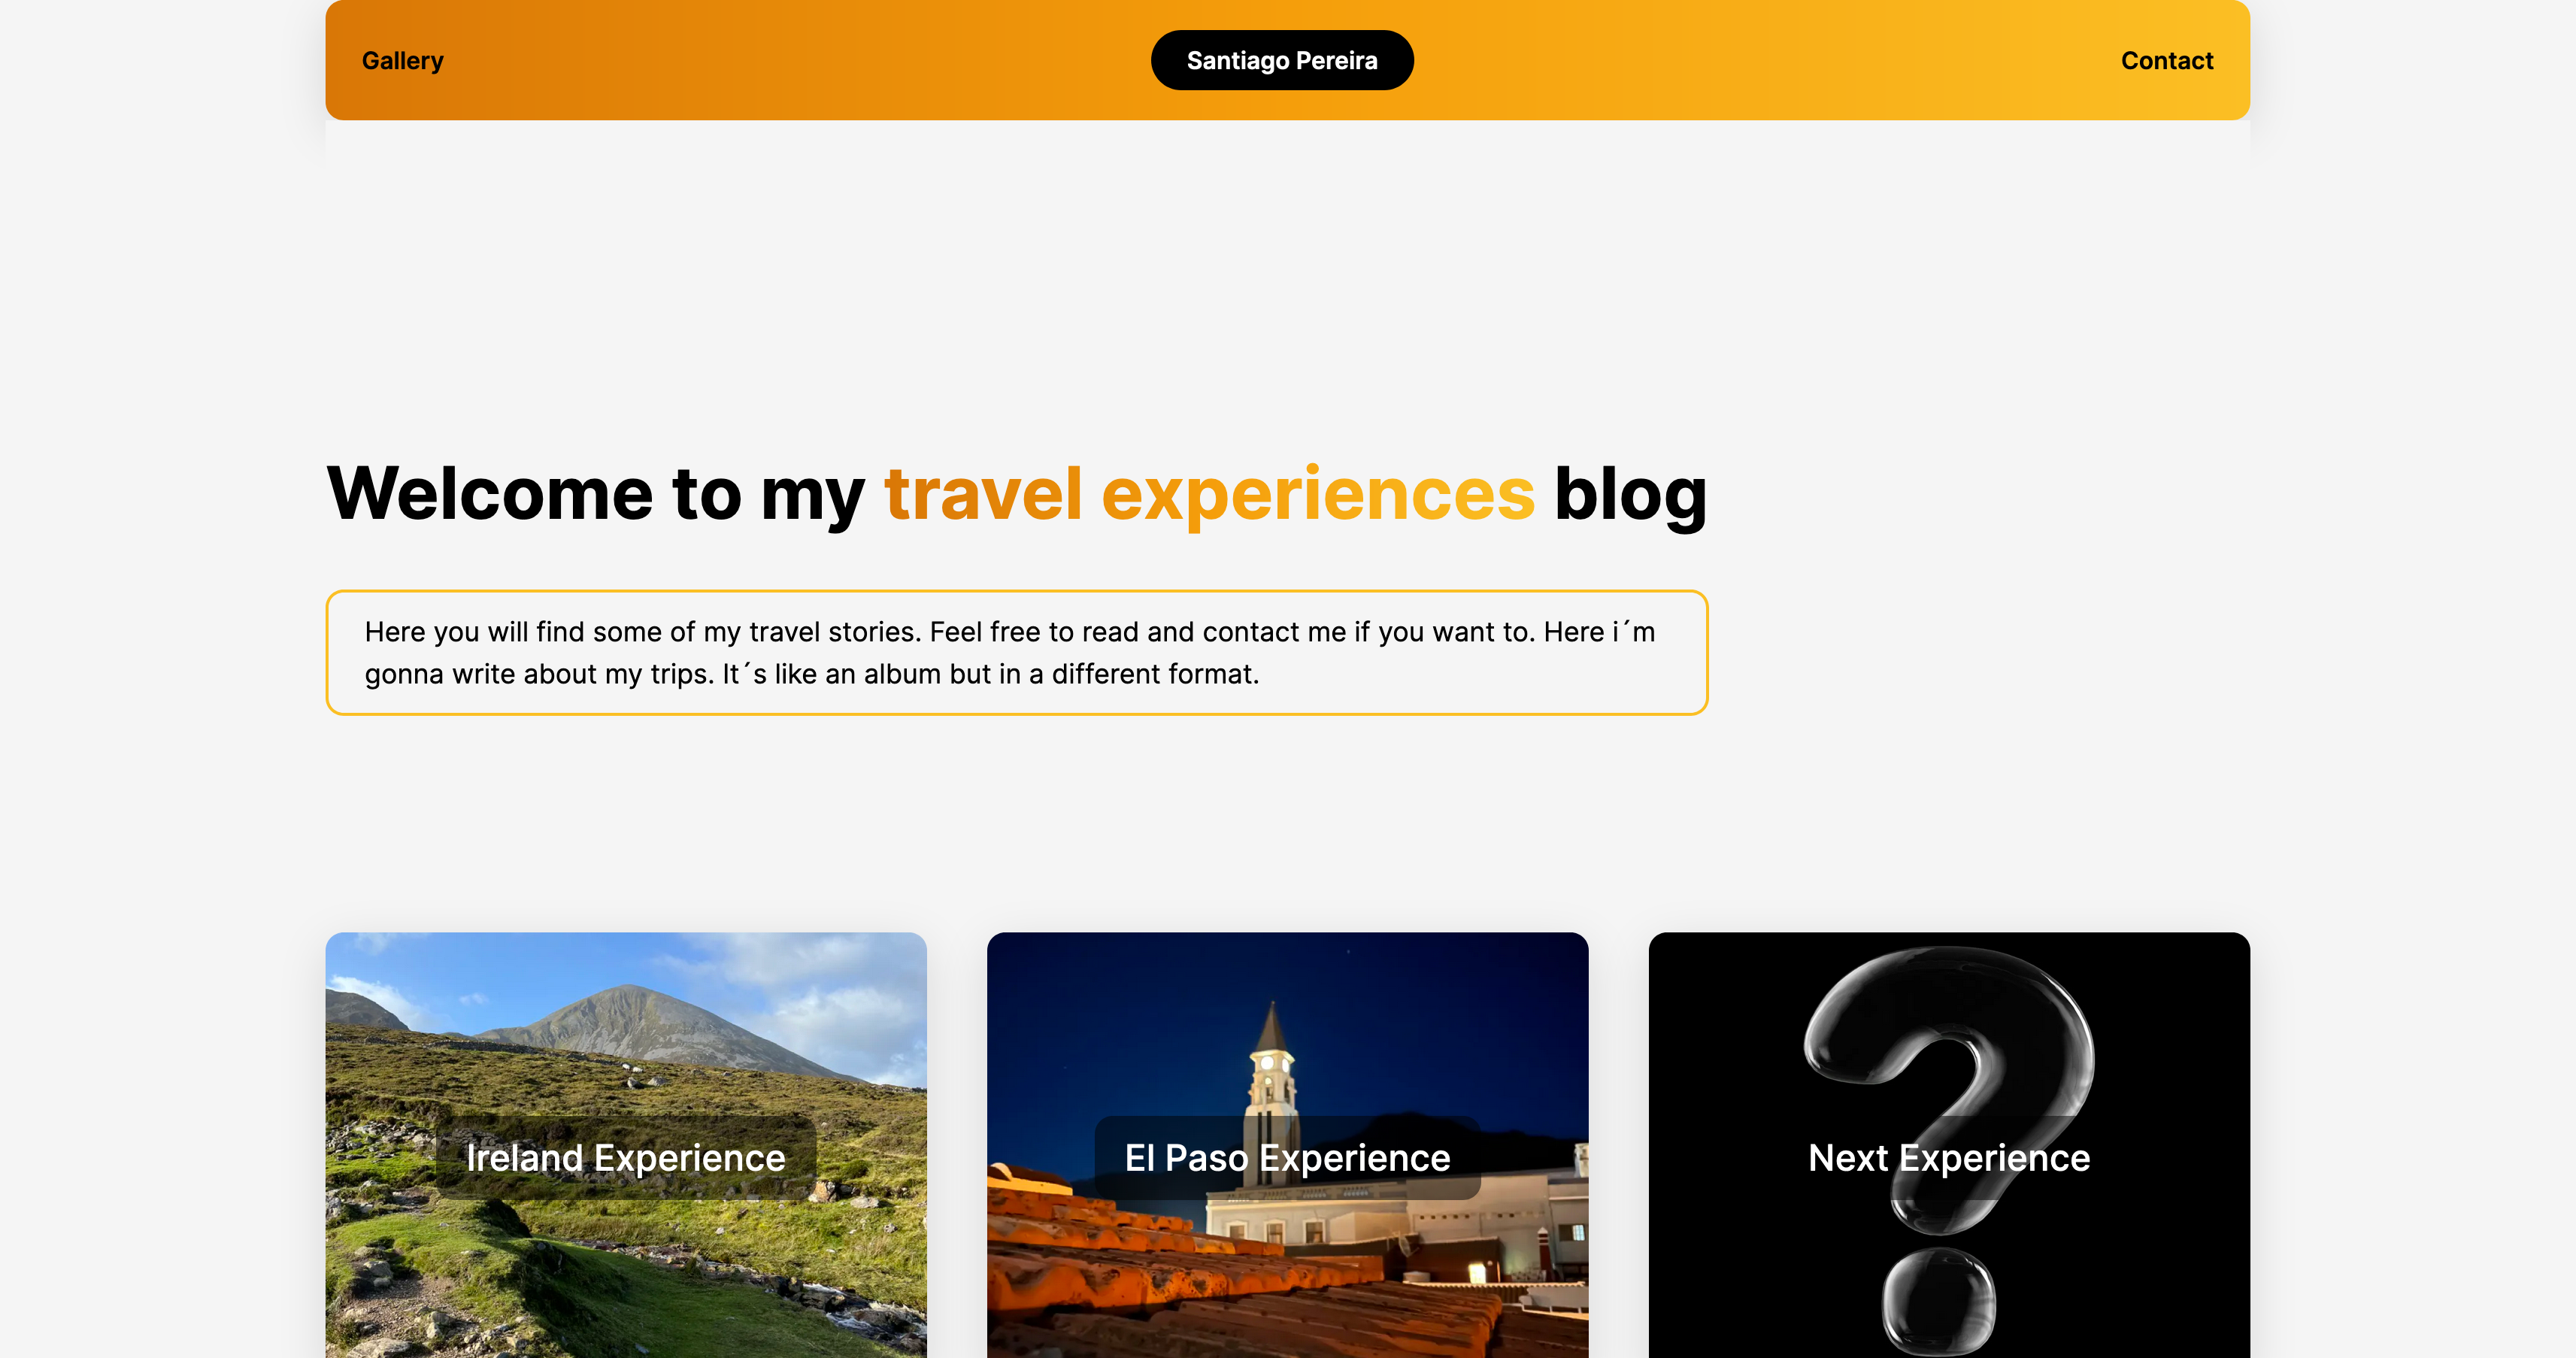 Gallery
Santiago Pereira
Contact
Welcome to my travel experiences blog
Here you will find some of my travel stories. Feel free to read and contact me if you want to. Here i´m
gonna write about my trips. It´s like an album but in a different format.
Ireland Experience
El Paso Experience
Next Experience